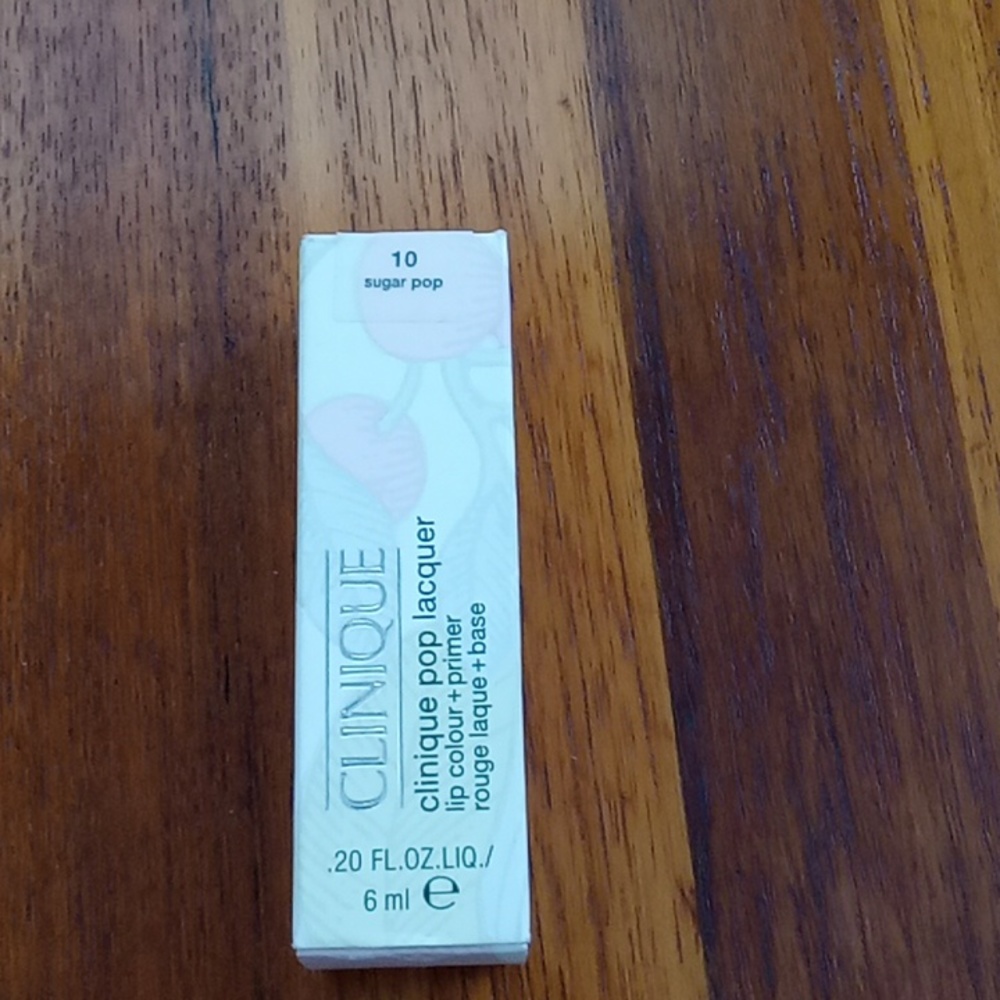 10
sugar pop
CLINIQUE
clinique pop lacquer
lip colour + primer
rouge laque + base
.20 FL.OZ.LIQ./
6 ml ℮